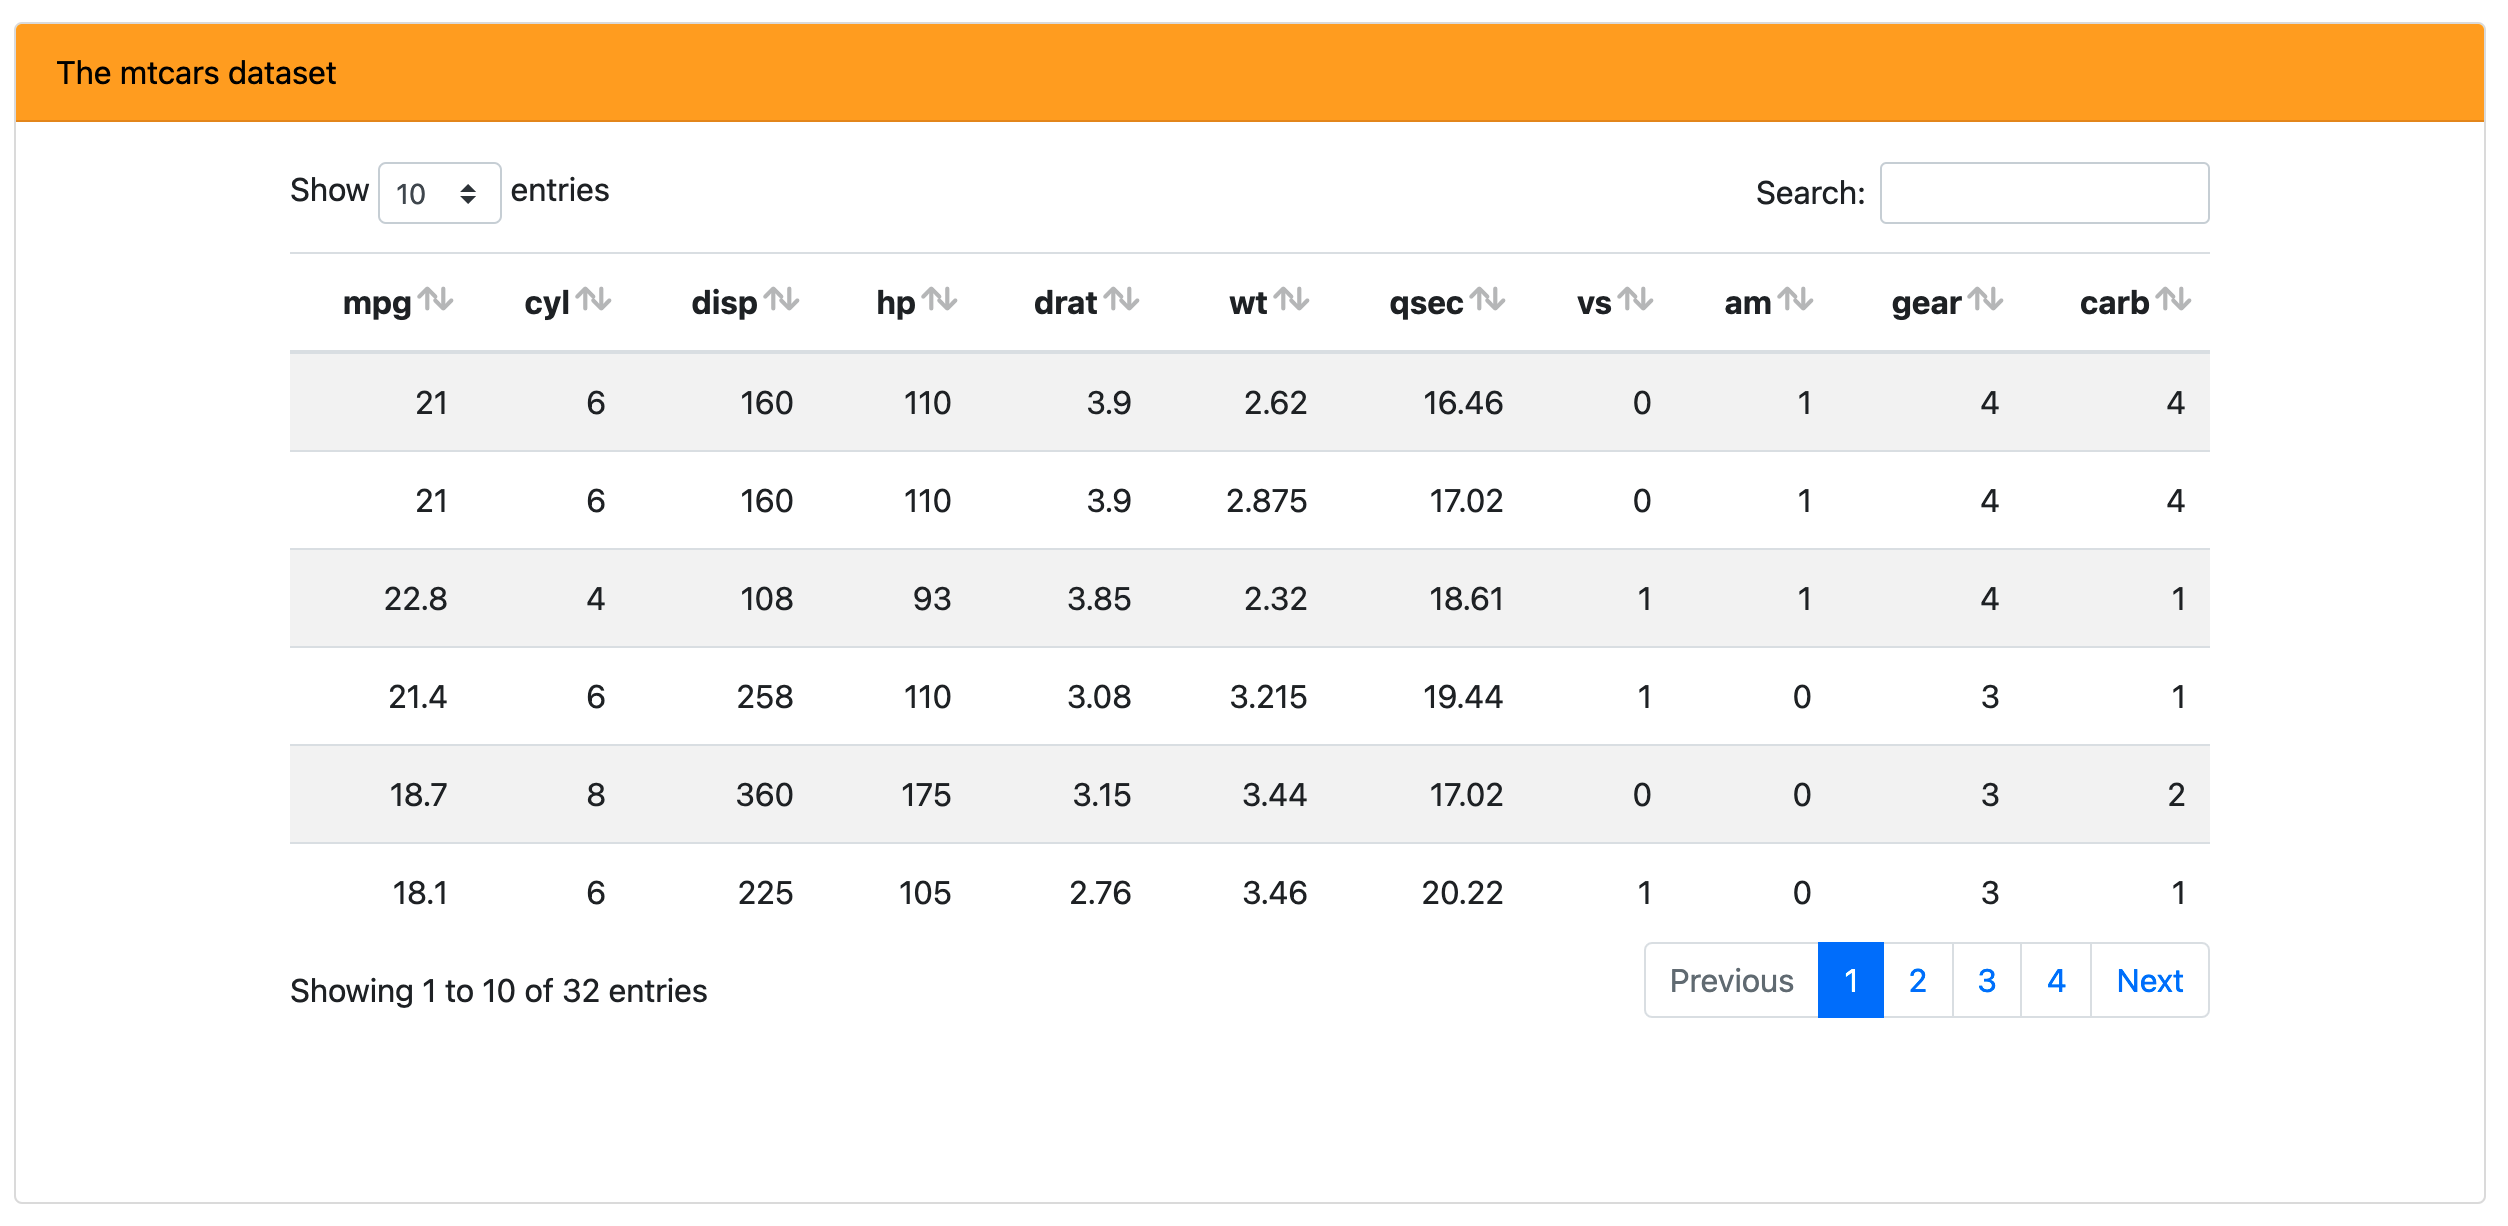 The mtcars dataset
Show 10 entries Search:
mpg cyl disp hp drat wt qsec vs am gear carb
21 6 160 110 3.9 2.62 16.46 0 1 4 4
21 6 160 110 3.9 2.875 17.02 0 1 4 4
22.8 4 108 93 3.85 2.32 18.61 1 1 4 1
21.4 6 258 110 3.08 3.215 19.44 1 0 3 1
18.7 8 360 175 3.15 3.44 17.02 0 0 3 2
18.1 6 225 105 2.76 3.46 20.22 1 0 3 1
Showing 1 to 10 of 32 entries Previous 1 2 3 4 Next